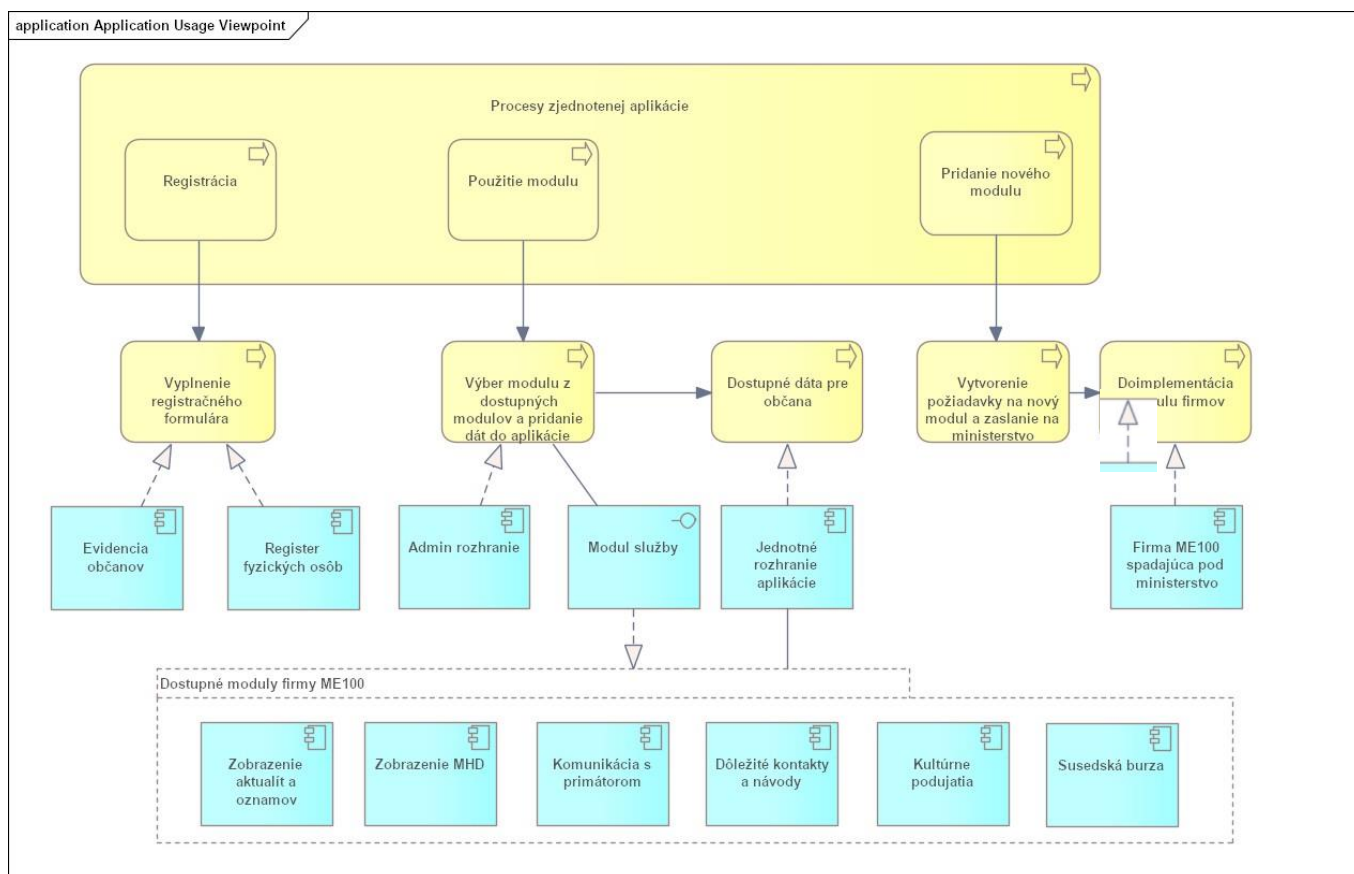 application Application Usage Viewpoint
Procesy zjednotenej aplikácie
Registrácia
Použitie modulu
Pridanie nového
modulu
Vyplnenie
registračného
formulára
Výber modulu z
dostupných
modulov a pridanie
dát do aplikácie
Dostupné dáta pre
občana
Vytvorenie
požiadavky na nový
modul a zaslanie na
ministerstvo
Doimplementácia
firmov
Evidencia
občanov
Register
fyzických osôb
Admin rozhranie
Modul služby
Jednotné
rozhranie
aplikácie
Firma ME100
spadajúca pod
ministerstvo
Dostupné moduly firmy ME100
Zobrazenie
aktualít a
oznamov
Zobrazenie MHD
Komunikácia s
primátorom
Dôležité kontakty
a návody
Kultúrne
podujatia
Susedská burza